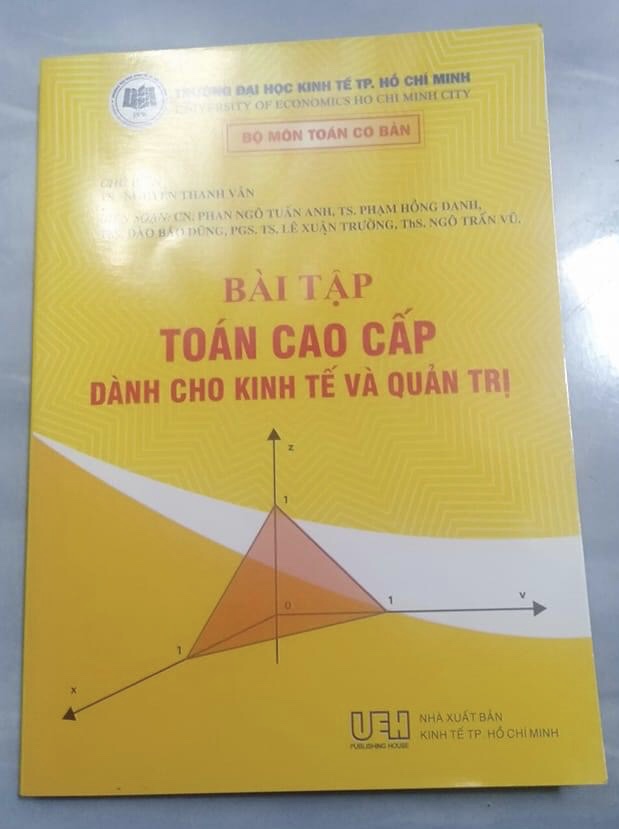 TRƯỜNG ĐẠI HỌC KINH TẾ TP. HỒ CHÍ MINH
UNIVERSITY OF ECONOMICS HO CHI MINH CITY
BỘ MÔN TOÁN CƠ BẢN
CHỦ BIÊN
TS. NGUYỄN THANH VÂN
BIÊN SOẠN: CN. PHAN NGÔ TUẤN ANH, TS. PHẠM HỒNG DANH,
ThS. ĐÀO BẢO DŨNG, PGS. TS. LÊ XUÂN TRƯỜNG, ThS. NGÔ TRẤN VŨ.
BÀI TẬP
TOÁN CAO CẤP
DÀNH CHO KINH TẾ VÀ QUẢN TRỊ
z
1
y
1
0
1
x
UEH
PUBLISHING HOUSE
NHÀ XUẤT BẢN
KINH TẾ TP. HỒ CHÍ MINH